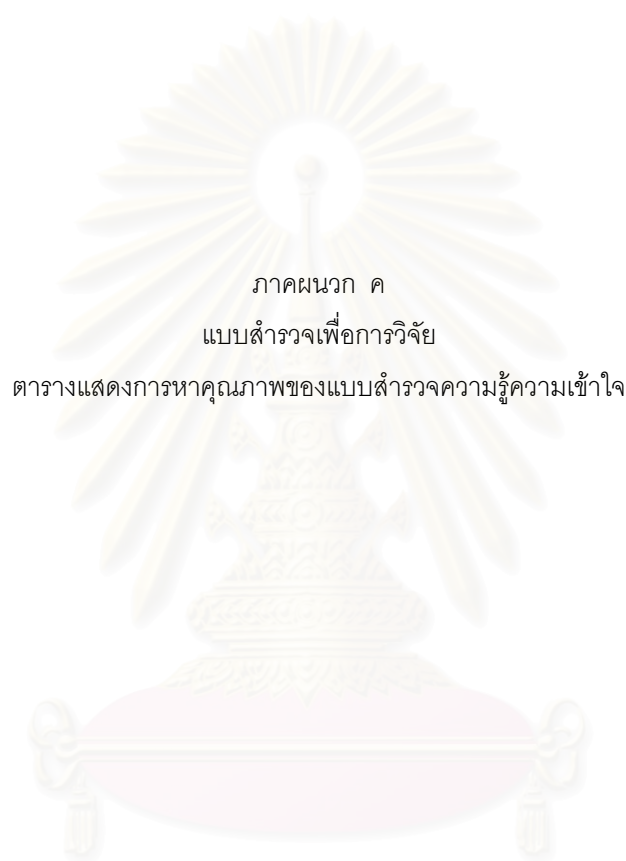 ภาคผนวก ค
แบบสำรวจเพื่อการวิจัย
ตารางแสดงการหาคุณภาพของแบบสำรวจความรู้ความเข้าใจ